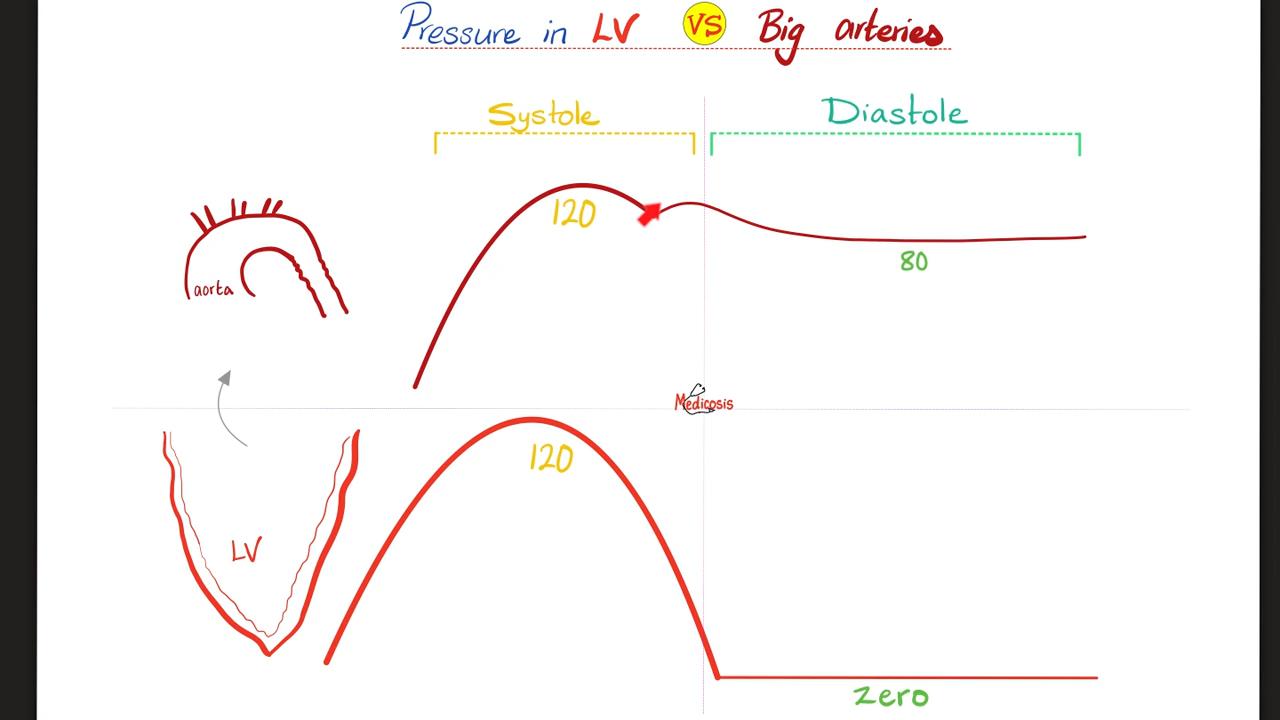 Pressure in LV VS Big arteries
Systole
Diastole
120
80
aorta
Medicosis
120
LV
zero